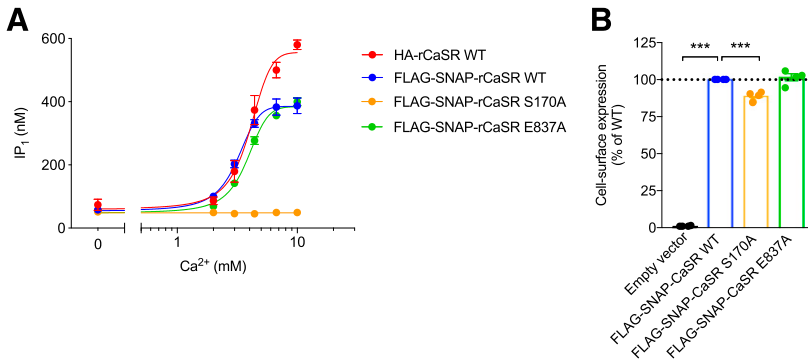 A
600
400
200
0
IP₁ (nM)
0
1
10
Ca²⁺ (mM)
HA-rCaSR WT
FLAG-SNAP-rCaSR WT
FLAG-SNAP-rCaSR S170A
FLAG-SNAP-rCaSR E837A
B
125
100
75
50
25
0
Cell-surface expression
(% of WT)
*** ***
Empty vector
FLAG-SNAP-CaSR WT
FLAG-SNAP-CaSR S170A
FLAG-SNAP-CaSR E837A